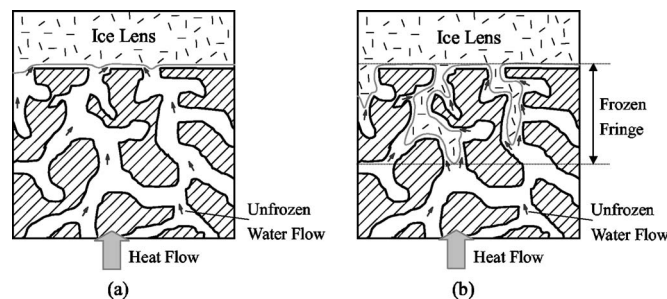 Ice Lens
Unfrozen
Water Flow
Heat Flow
(a)
Ice Lens
Frozen
Fringe
Unfrozen
Water Flow
Heat Flow
(b)